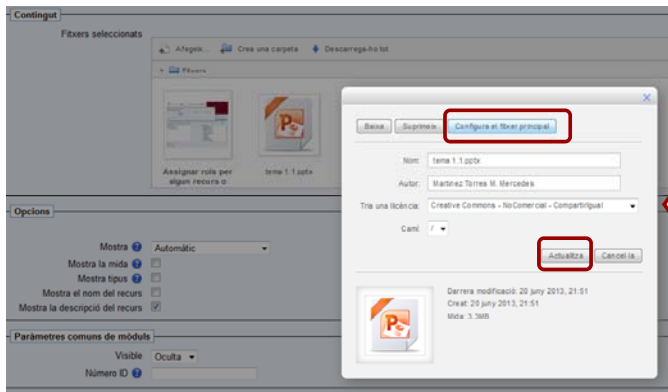 Contingut
Fitxers seleccionats
Afegeix... Crea una carpeta Descarrega-ho tot
Fitxers
Assignar rols per
algun recurs o
tema 1.1.pptx
Baixa Suprimeix Configura el fitxer principal
Nom: tema 1.1.pptx
Autor: Martinez Torres M. Mercedes
Tria una llicència: Creative Commons - NoComercial - CompartirIgual
Camí: /
Actualitza Cancel·la
Darrera modificació: 20 juny 2013, 21:51
Creat: 20 juny 2013, 21:51
Mida: 3.3MB
Opcions
Mostra Automàtic
Mostra la mida
Mostra tipus
Mostra el nom del recurs
Mostra la descripció del recurs
Paràmetres comuns de mòduls
Visible Oculta
Número ID